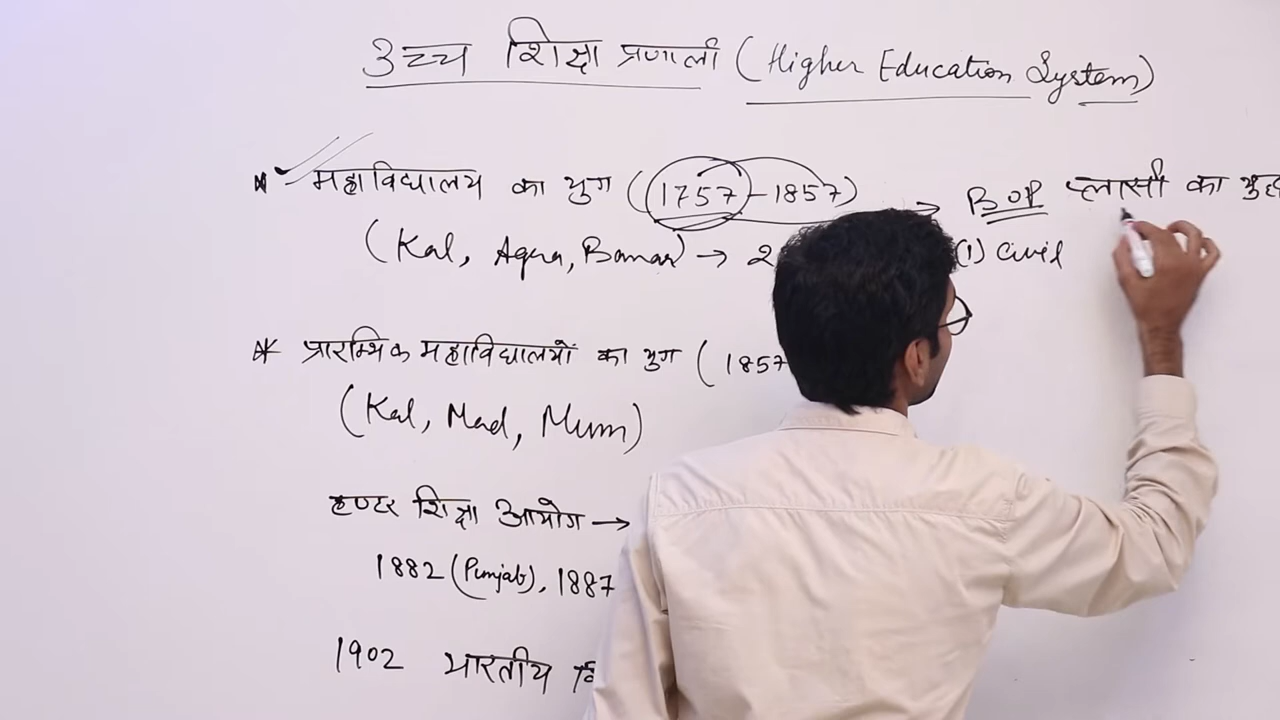 उच्च शिक्षा प्रणाली (Higher Education System)
* महाविद्यालय का युग (1757-1857) → BOP प्लासी का युद्ध
(Kal, Agra, Banar) → 2 (1) Civil
* प्रारम्भिक महाविद्यालयों का युग (1857
(Kal, Mad, Mum)
हण्टर शिक्षा आयोग →
1882 (Punjab), 1887
1902 भारतीय